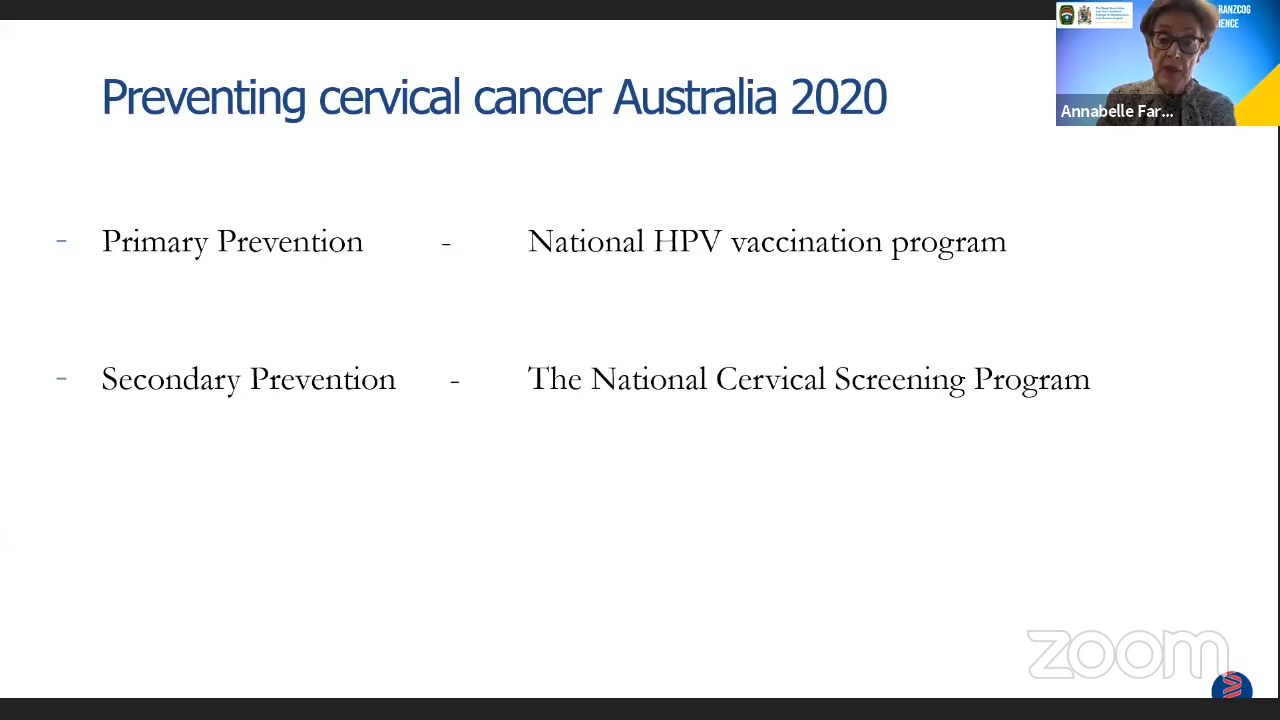 Preventing cervical cancer Australia 2020
RANZCOG
Annabelle Far...
- Primary Prevention - National HPV vaccination program
- Secondary Prevention - The National Cervical Screening Program
zoom